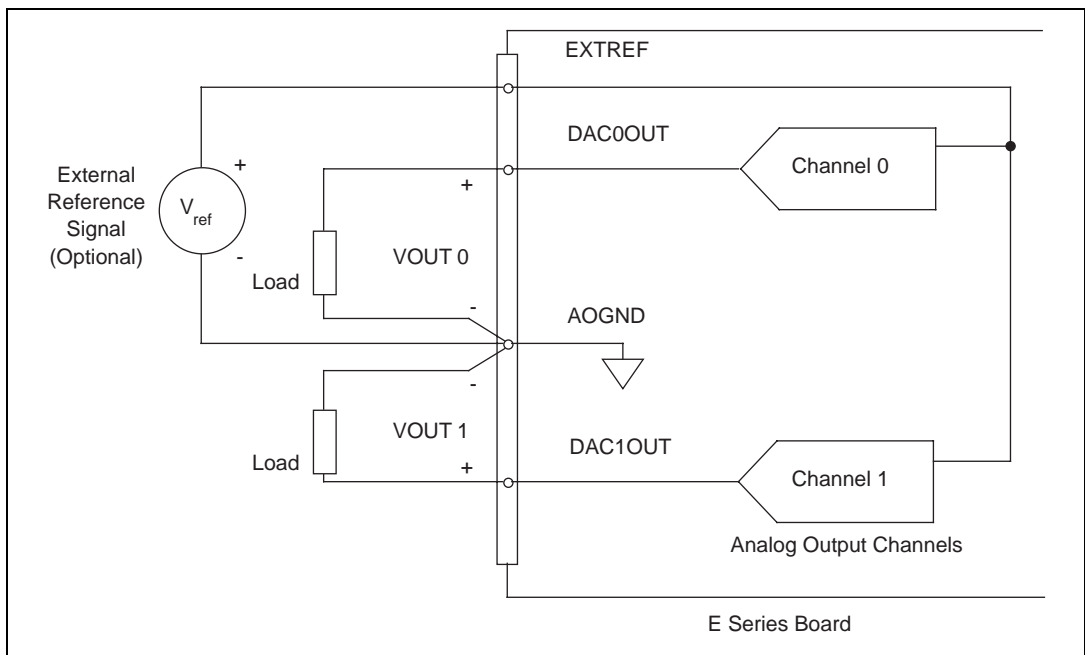 EXTREF
DAC0OUT
Channel 0
+
+
External
Reference
Signal
(Optional)
Vref
-
VOUT 0
Load
-
AOGND
-
VOUT 1
DAC1OUT
Load
+
Channel 1
Analog Output Channels
E Series Board